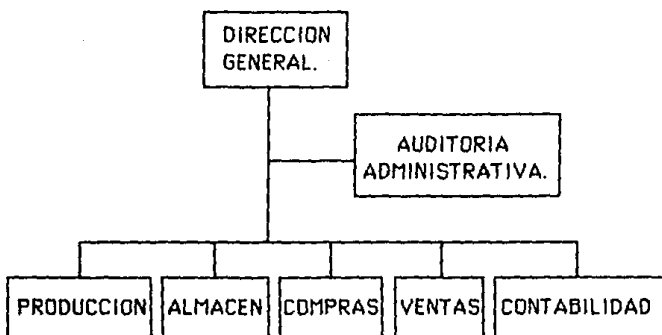 DIRECCION
GENERAL.
AUDITORIA
ADMINISTRATIVA.
PRODUCCION ALMACEN COMPRAS VENTAS CONTABILIDAD